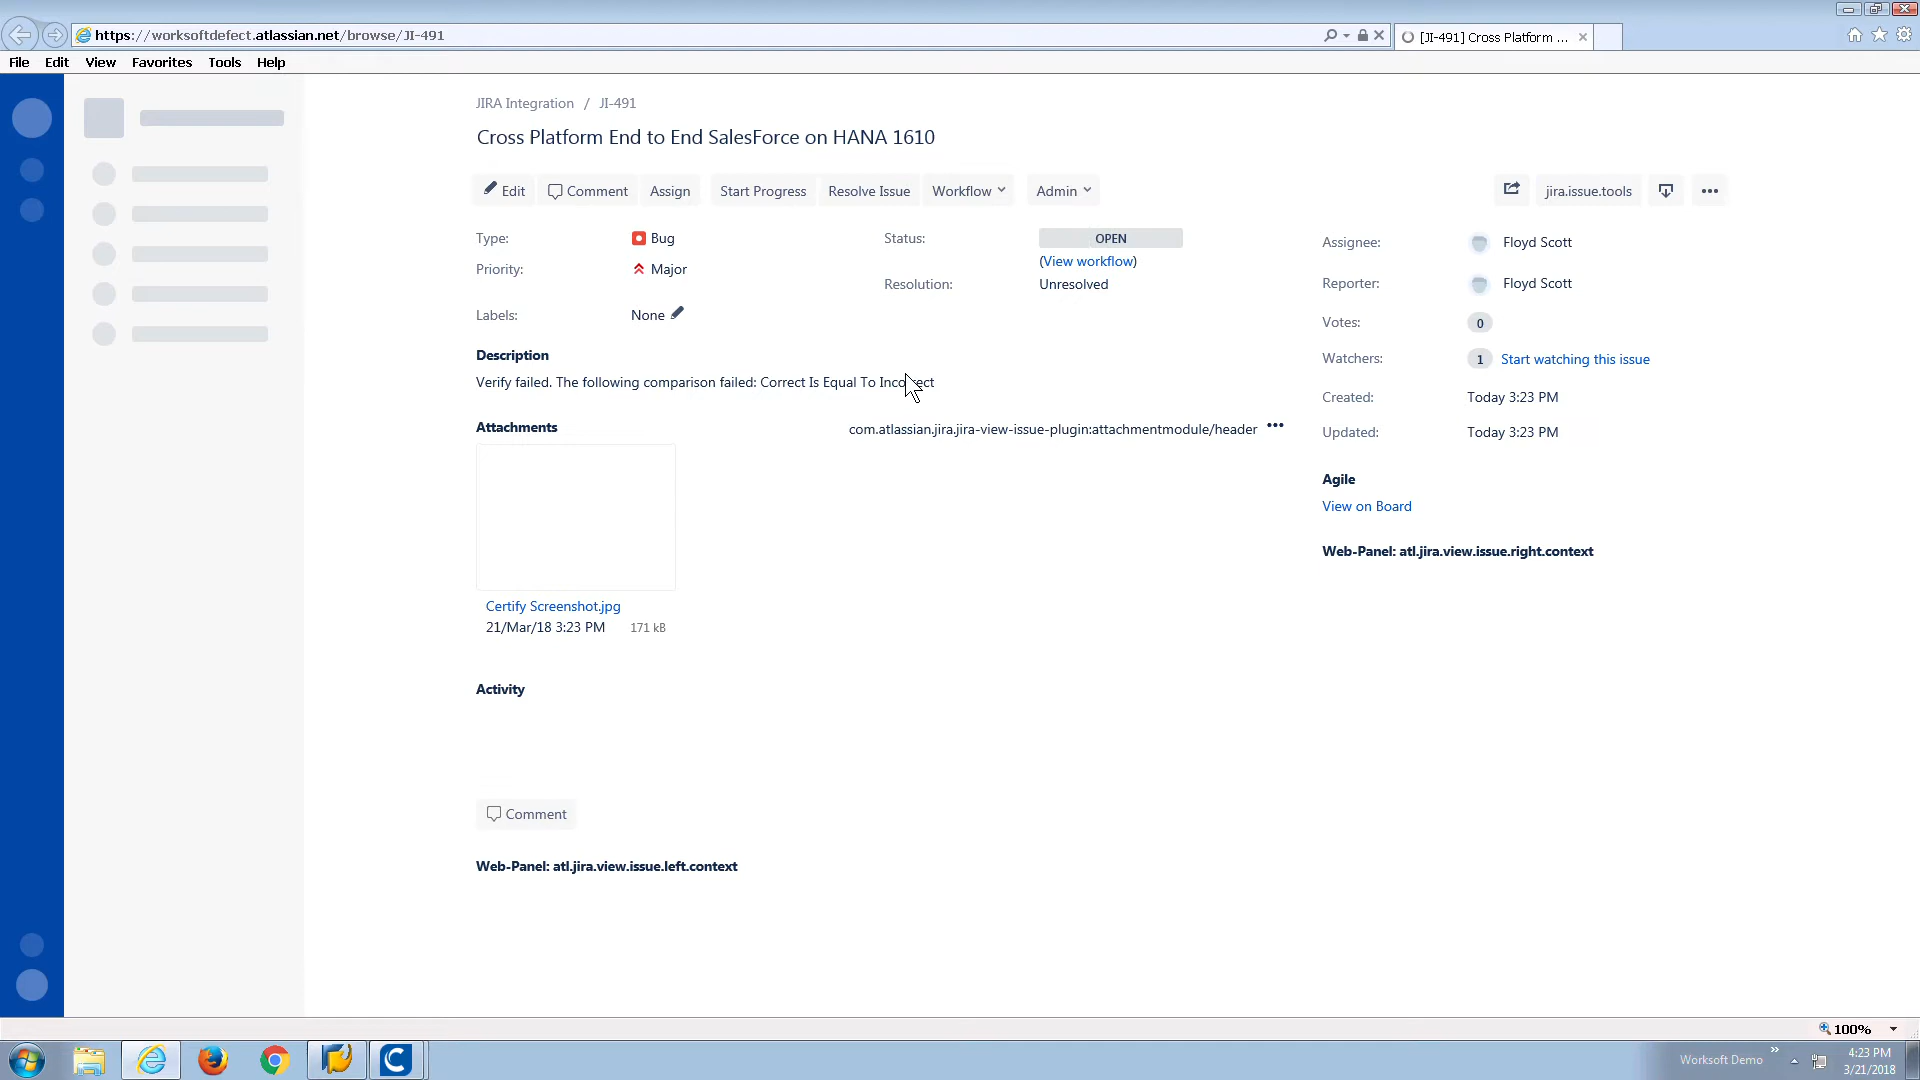 https://worksoftdefect.atlassian.net/browse/JI-491
[JI-491] Cross Platform ...
File Edit View Favorites Tools Help
JIRA Integration / JI-491
Cross Platform End to End SalesForce on HANA 1610
Edit Comment Assign Start Progress Resolve Issue Workflow Admin jira.issue.tools
Type: Bug
Priority: Major
Labels: None
Status: OPEN
(View workflow)
Resolution: Unresolved
Description
Verify failed. The following comparison failed: Correct Is Equal To Incorrect
Attachments
com.atlassian.jira.jira-view-issue-plugin:attachmentmodule/header
Certify Screenshot.jpg
21/Mar/18 3:23 PM 171 kB
Activity
Comment
Web-Panel: atl.jira.view.issue.left.context
Assignee: Floyd Scott
Reporter: Floyd Scott
Votes: 0
Watchers: 1 Start watching this issue
Created: Today 3:23 PM
Updated: Today 3:23 PM
Agile
View on Board
Web-Panel: atl.jira.view.issue.right.context
100%
Worksoft Demo
4:23 PM
3/21/2018